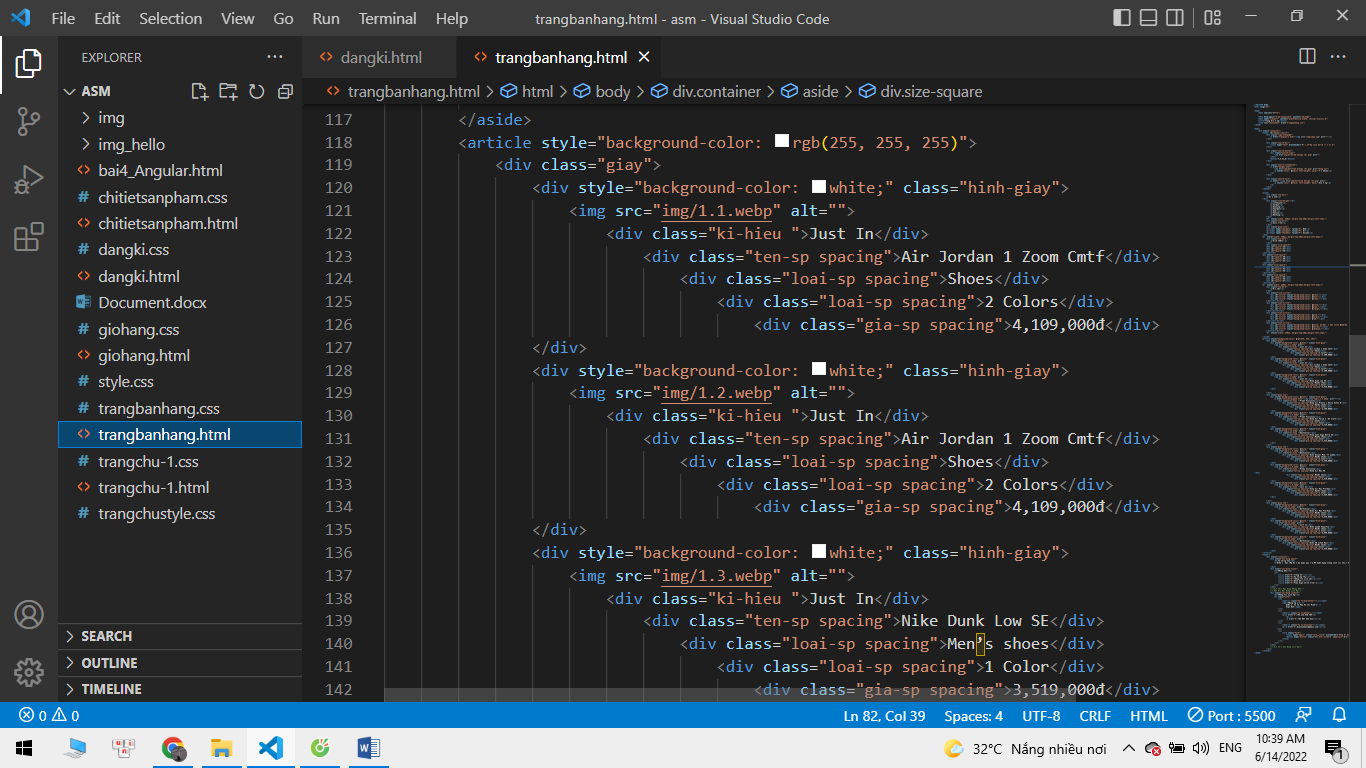 File Edit Selection View Go Run Terminal Help trangbanhang.html - asm - Visual Studio Code
EXPLORER
dangki.html trangbanhang.html
ASM
trangbanhang.html > html > body > div.container > aside > div.size-square
img
img_hello
bai4_Angular.html
chitietsanpham.css
chitietsanpham.html
dangki.css
dangki.html
Document.docx
giohang.css
giohang.html
style.css
trangbanhang.css
trangbanhang.html
trangchu-1.css
trangchu-1.html
trangchustyle.css
SEARCH
OUTLINE
TIMELINE
117 </aside>
118 <article style="background-color: rgb(255, 255, 255)">
119 <div class="giay">
120 <div style="background-color: white;" class="hinh-giay">
121 <img src="img/1.1.webp" alt="">
122 <div class="ki-hieu ">Just In</div>
123 <div class="ten-sp spacing">Air Jordan 1 Zoom Cmtf</div>
124 <div class="loai-sp spacing">Shoes</div>
125 <div class="loai-sp spacing">2 Colors</div>
126 <div class="gia-sp spacing">4,109,000đ</div>
127 </div>
128 <div style="background-color: white;" class="hinh-giay">
129 <img src="img/1.2.webp" alt="">
130 <div class="ki-hieu ">Just In</div>
131 <div class="ten-sp spacing">Air Jordan 1 Zoom Cmtf</div>
132 <div class="loai-sp spacing">Shoes</div>
133 <div class="loai-sp spacing">2 Colors</div>
134 <div class="gia-sp spacing">4,109,000đ</div>
135 </div>
136 <div style="background-color: white;" class="hinh-giay">
137 <img src="img/1.3.webp" alt="">
138 <div class="ki-hieu ">Just In</div>
139 <div class="ten-sp spacing">Nike Dunk Low SE</div>
140 <div class="loai-sp spacing">Men’s shoes</div>
141 <div class="loai-sp spacing">1 Color</div>
142 <div class="gia-sp spacing">3,519,000đ</div>
0 0 Ln 82, Col 39 Spaces: 4 UTF-8 CRLF HTML Port : 5500
32°C Nắng nhiều nơi ENG 10:39 AM
6/14/2022 1